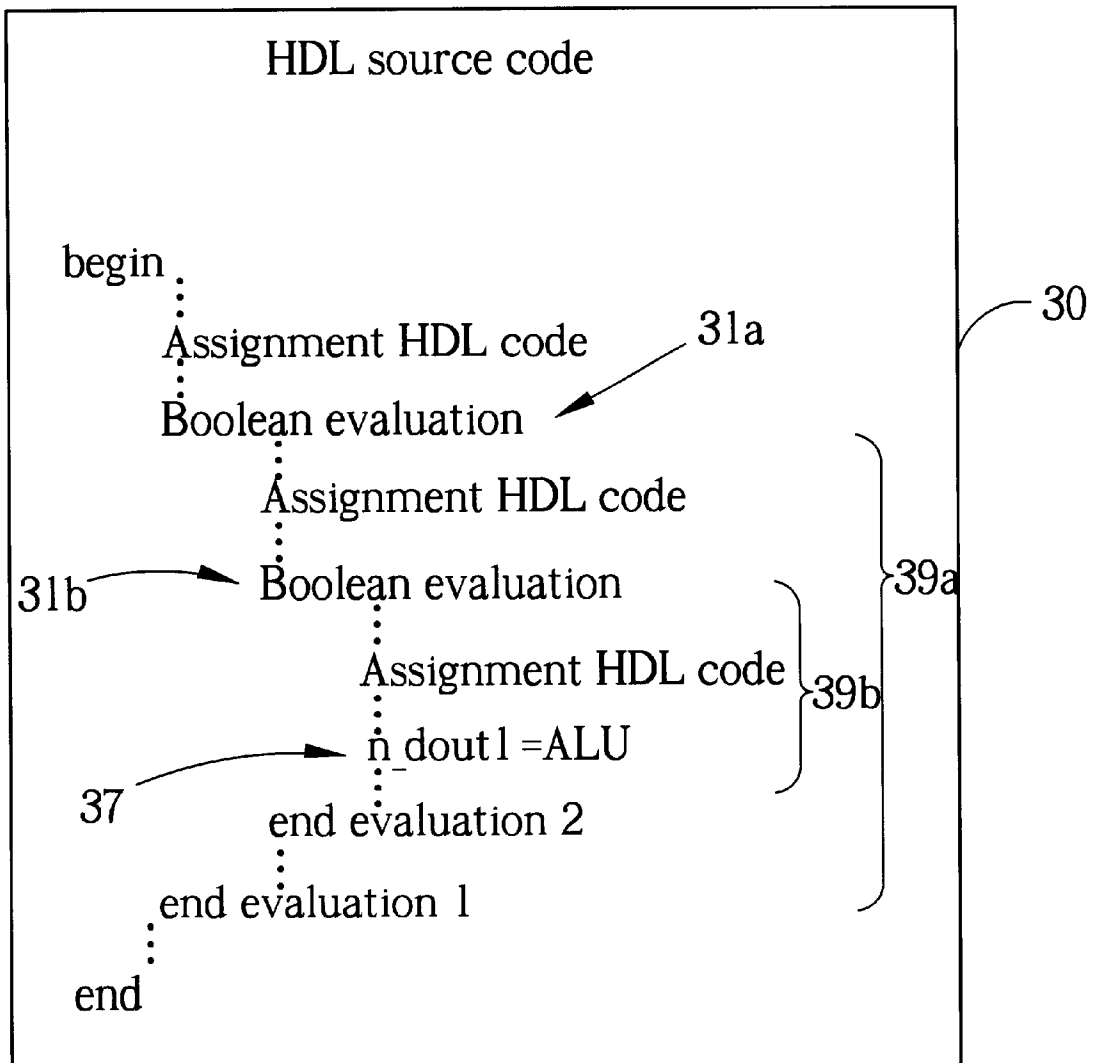 HDL source code
begin
30
Assignment HDL code
31a
Boolean evaluation
Assignment HDL code
31b
Boolean evaluation
39a
Assignment HDL code
39b
n_dout1=ALU
37
end evaluation 2
end evaluation 1
end